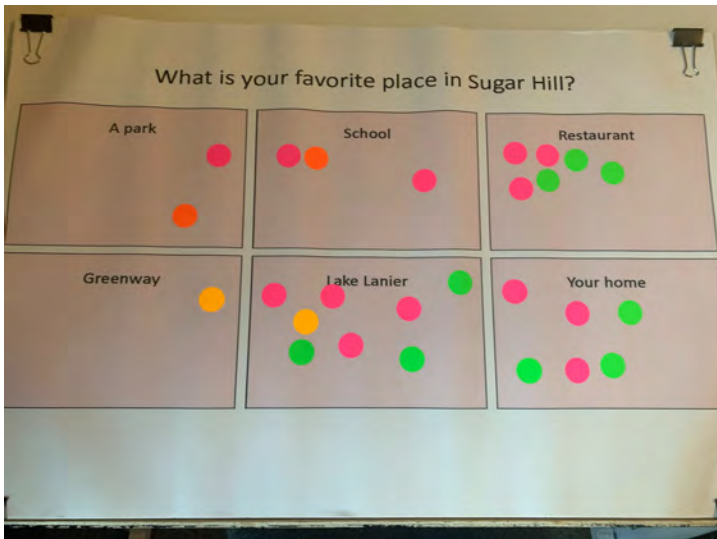 What is your favorite place in Sugar Hill?
A park
School
Restaurant
Greenway
Lake Lanier
Your home